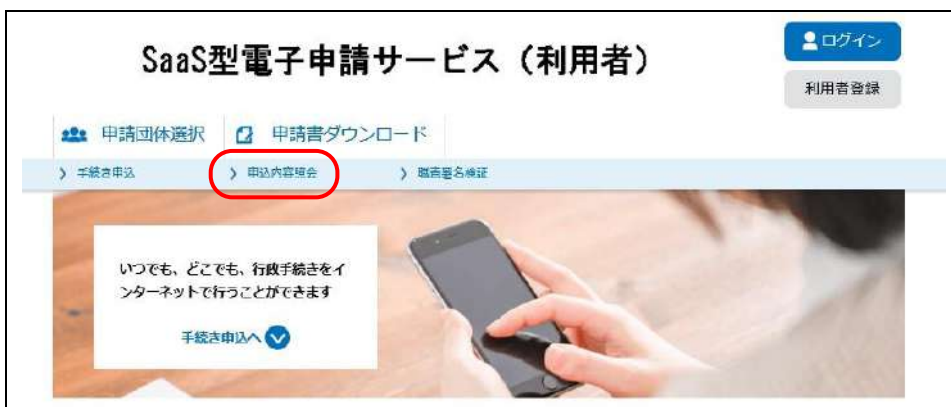 SaaS型電子申請サービス（利用者）
ログイン
利用者登録
申請団体選択
申請書ダウンロード
手続き申込
申込内容照会
職責署名検証
いつでも、どこでも、行政手続きをイ
ンターネットで行うことができます
手続き申込へ